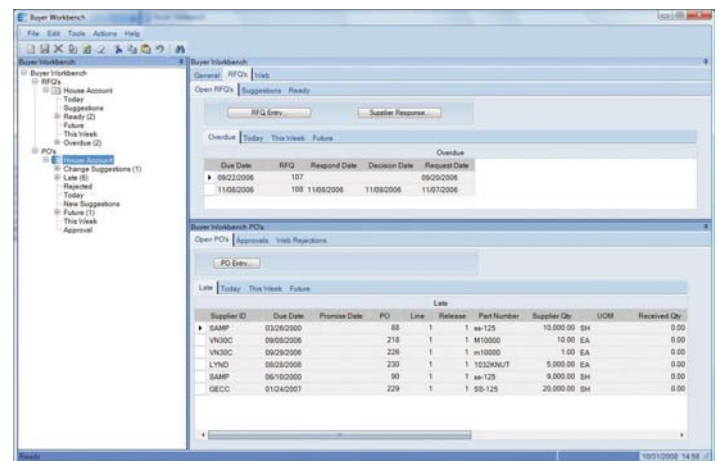 Buyer Workbench
File Edit Tools Actions Help
Buyer Workbench
Buyer Workbench
RFQ's
House Account
Today
Suggestions
Ready (2)
Future
This Week
Overdue (2)
PO's
House Account
Change Suggestions (1)
Late (6)
Rejected
Today
New Suggestions
Future (1)
This Week
Approval
Buyer Workbench
General RFQ's Web
Open RFQ's Suggestions Ready
RFQ Entry... Supplier Response...
Overdue Today This Week Future
Overdue
Due Date RFQ Respond Date Decision Date Request Date
09/22/2006 107 09/20/2006
11/08/2006 108 11/08/2006 11/09/2006 11/07/2006
Buyer Workbench PO's
Open PO's Approvals Web Rejections
PO Entry...
Late Today This Week Future
Late
Supplier ID Due Date Promise Date PO Line Release Part Number Supplier Qty UOM Received Qty
SAMP 03/26/2000 88 1 1 ss-125 10,000.00 SH 0.00
VN30C 09/08/2006 218 1 1 M10000 10.00 EA 0.00
VN30C 09/29/2006 226 1 1 m10000 1.00 EA 0.00
LYND 08/28/2008 230 1 1 1032KNUT 5,000.00 EA 0.00
SAMP 06/10/2000 90 1 1 ss-125 9,000.00 SH 0.00
GECC 01/24/2007 229 1 1 SS-125 20,000.00 SH 0.00
Ready 10/31/2008 14:58